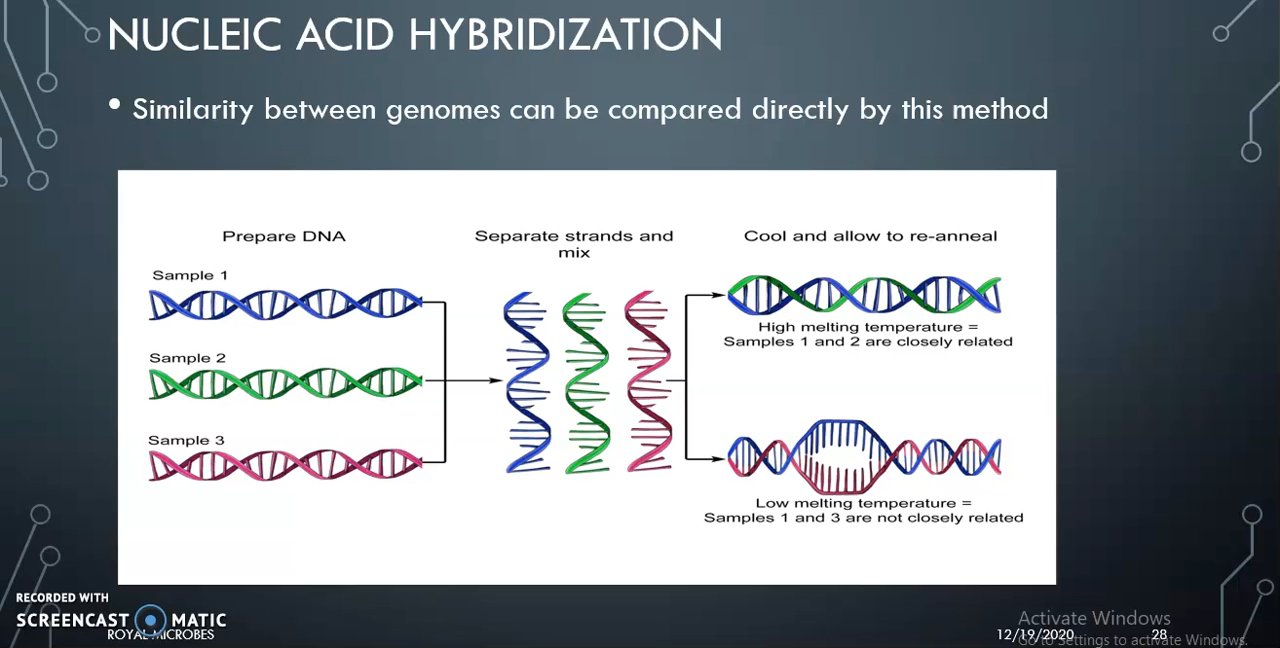 NUCLEIC ACID HYBRIDIZATION
• Similarity between genomes can be compared directly by this method
Prepare DNA
Sample 1
Sample 2
Sample 3
Separate strands and
mix
Cool and allow to re-anneal
High melting temperature =
Samples 1 and 2 are closely related
Low melting temperature =
Samples 1 and 3 are not closely related
RECORDED WITH
SCREENCAST MATIC
ROYAL MICROBES
Activate Windows
12/19/2020
28
Go to Settings to activate Windows.